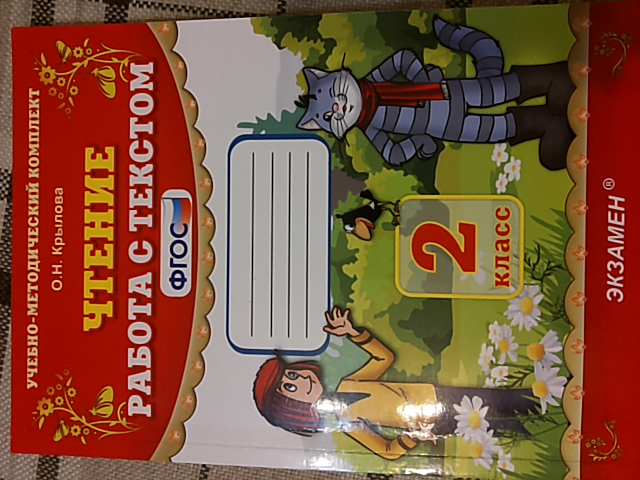 УЧЕБНО-МЕТОДИЧЕСКИЙ КОМПЛЕКТ
О.Н. Крылова
ЧТЕНИЕ
РАБОТА С ТЕКСТОМ
ФГОС
2
класс
ЭКЗАМЕН®